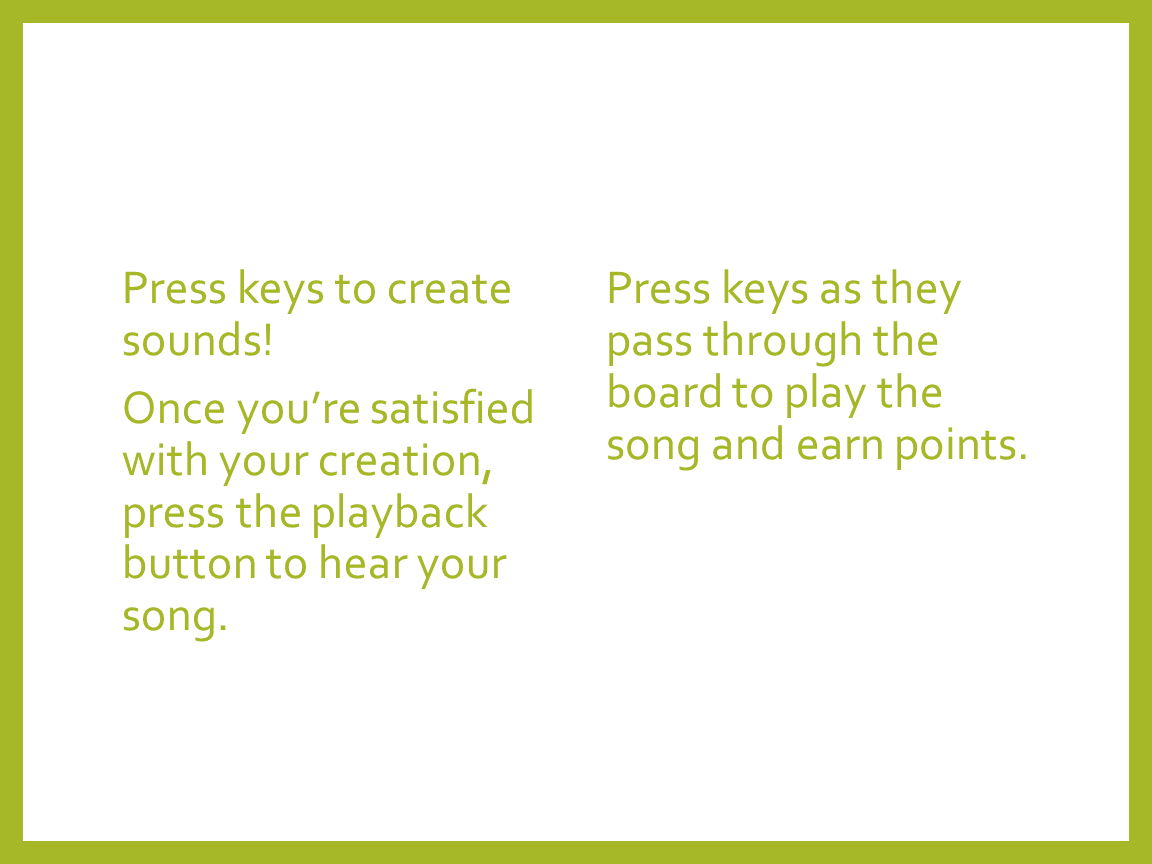 Press keys to create
sounds!
Once you’re satisfied
with your creation,
press the playback
button to hear your
song.
Press keys as they
pass through the
board to play the
song and earn points.